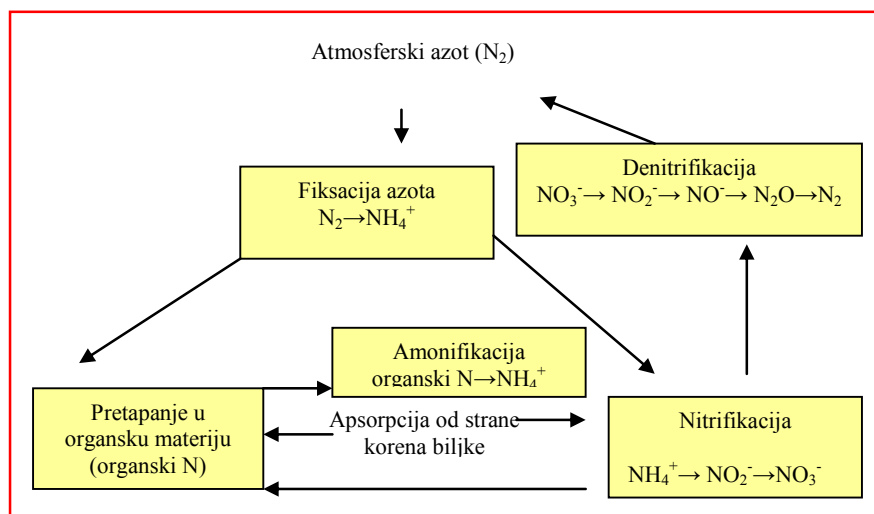 Atmosferski azot (N₂)
Fiksacija azota
N₂→NH₄⁺
Denitrifikacija
NO₃⁻→ NO₂⁻→ NO⁻→ N₂O→N₂
Amonifikacija
organski N→NH₄⁺
Pretapanje u
organsku materiju
(organski N)
Apsorpcija od strane
korena biljke
Nitrifikacija
NH₄⁺→ NO₂⁻→NO₃⁻